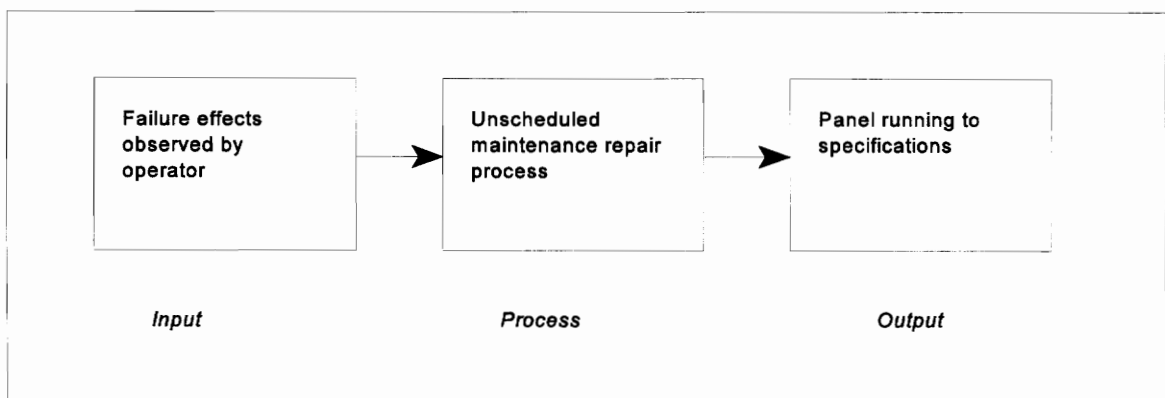 Failure effects
observed by
operator
Unscheduled
maintenance repair
process
Panel running to
specifications
Input
Process
Output